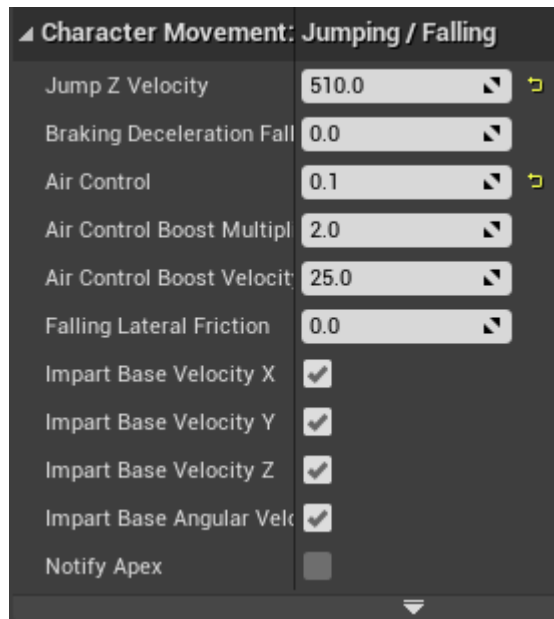 Character Movement: Jumping / Falling
Jump Z Velocity 510.0
Braking Deceleration Fall 0.0
Air Control 0.1
Air Control Boost Multipl 2.0
Air Control Boost Velocit 25.0
Falling Lateral Friction 0.0
Impart Base Velocity X
Impart Base Velocity Y
Impart Base Velocity Z
Impart Base Angular Velo
Notify Apex